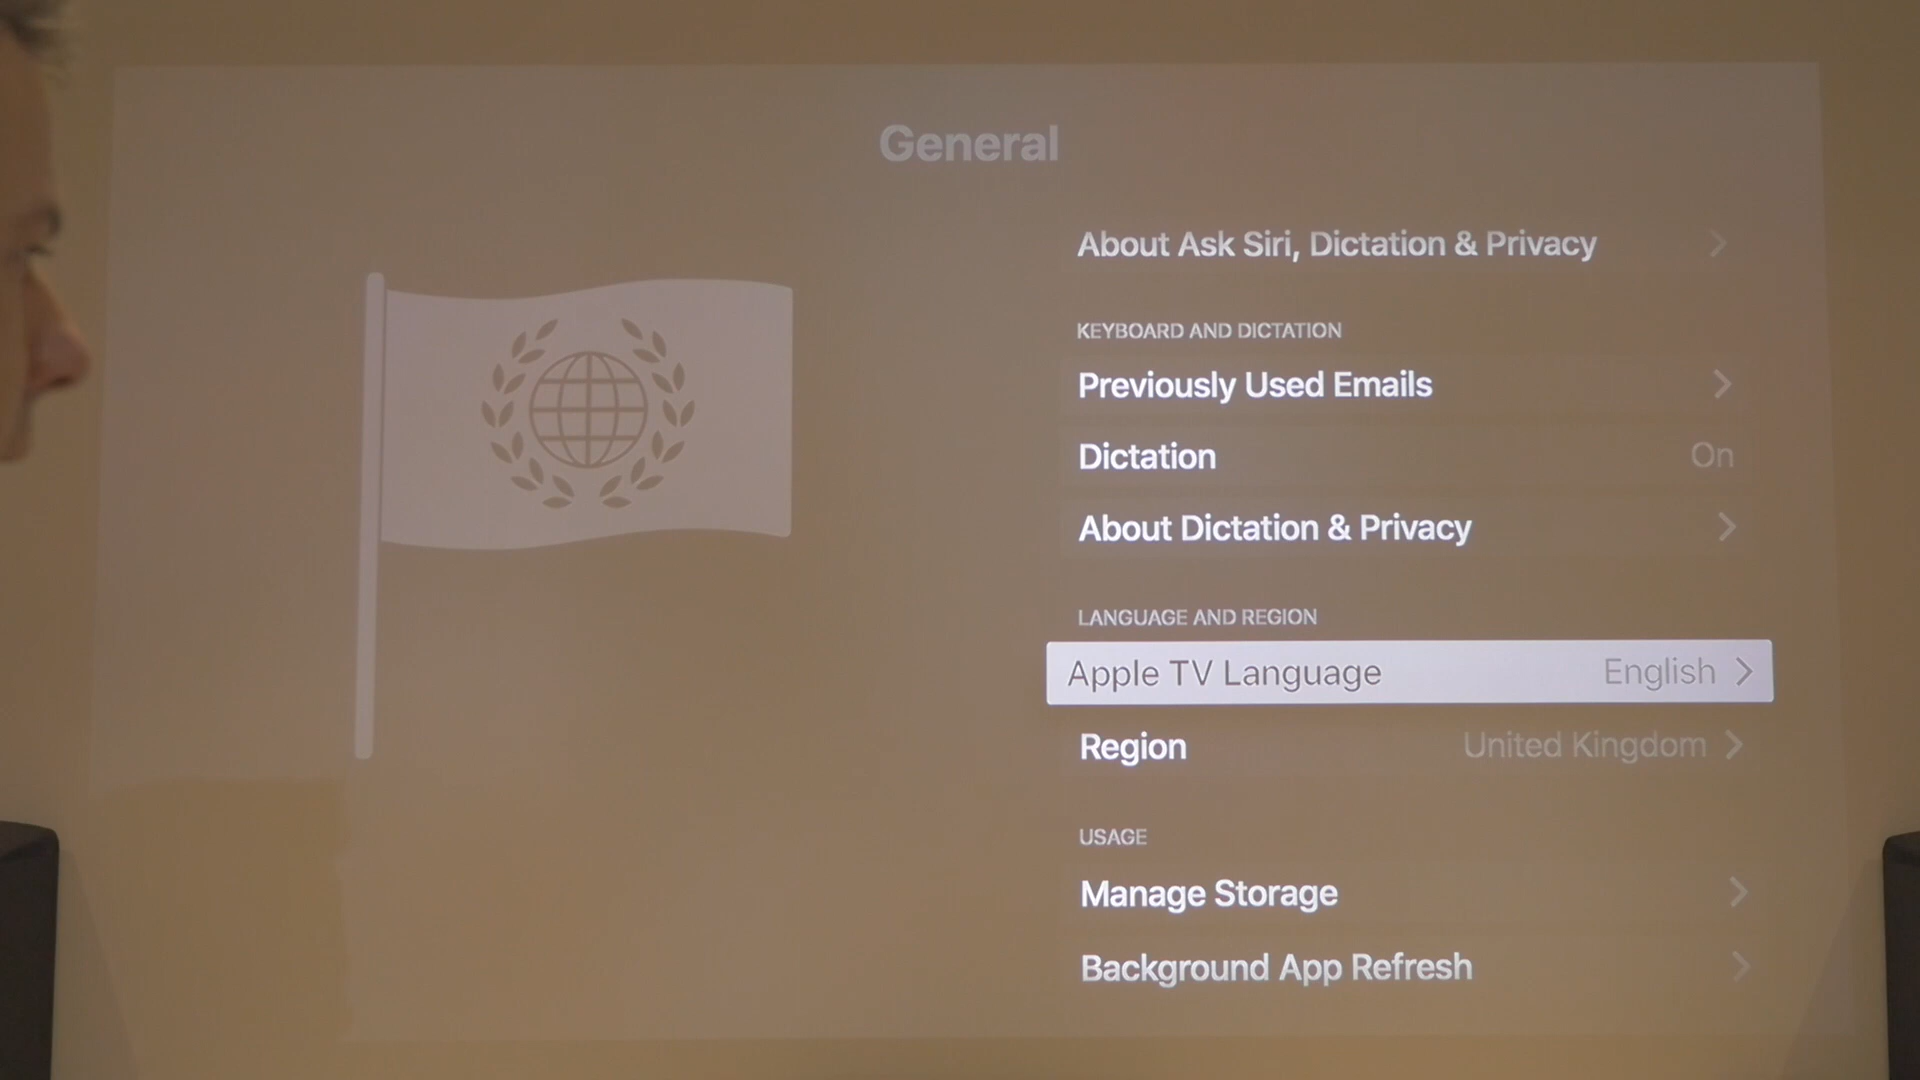 General
About Ask Siri, Dictation & Privacy
KEYBOARD AND DICTATION
Previously Used Emails
Dictation On
About Dictation & Privacy
LANGUAGE AND REGION
Apple TV Language English
Region United Kingdom
USAGE
Manage Storage
Background App Refresh